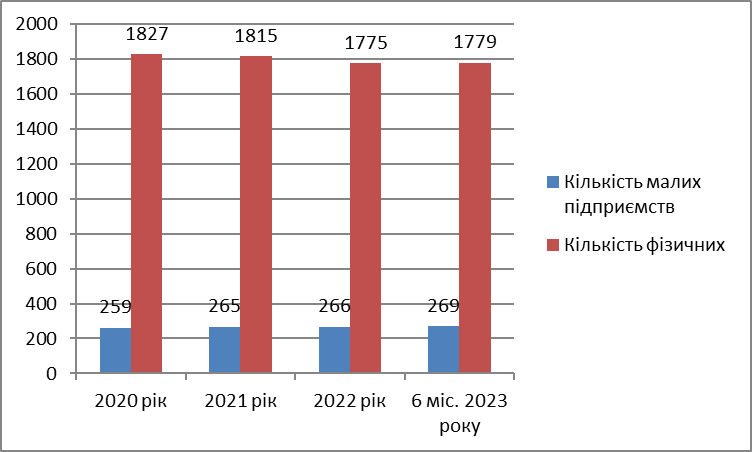 2000
1800
1600
1400
1200
1000
800
600
400
200
0
1827
1815
1775
1779
259
265
266
269
2020 рік
2021 рік
2022 рік
6 міс. 2023
року
Кількість малих
підприємств
Кількість фізичних